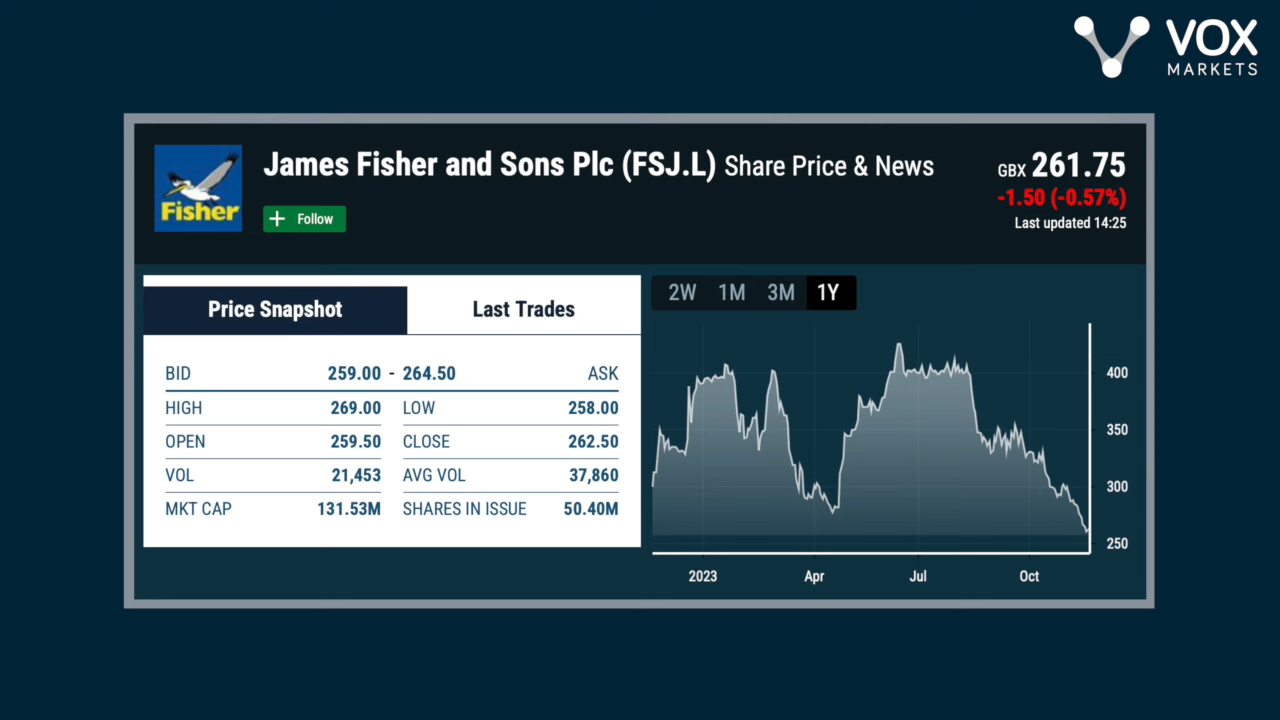 VOX
MARKETS
Fisher
James Fisher and Sons Plc (FSJ.L) Share Price & News
+ Follow
GBX 261.75
-1.50 (-0.57%)
Last updated 14:25
Price Snapshot Last Trades
BID 259.00 - 264.50 ASK
HIGH 269.00 LOW 258.00
OPEN 259.50 CLOSE 262.50
VOL 21,453 AVG VOL 37,860
MKT CAP 131.53M SHARES IN ISSUE 50.40M
2W 1M 3M 1Y
400
350
300
250
2023 Apr Jul Oct